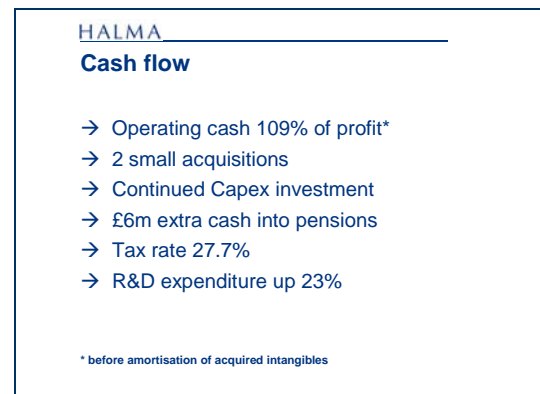 HALMA
Cash flow
→ Operating cash 109% of profit*
→ 2 small acquisitions
→ Continued Capex investment
→ £6m extra cash into pensions
→ Tax rate 27.7%
→ R&D expenditure up 23%
* before amortisation of acquired intangibles